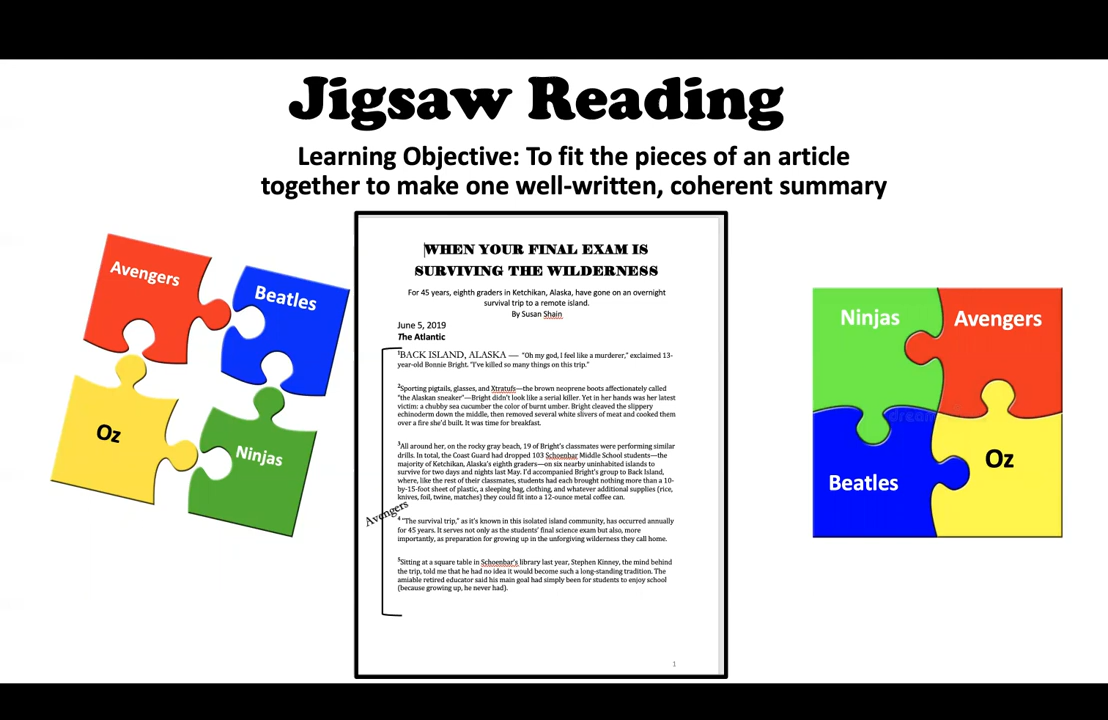 Jigsaw Reading
Learning Objective: To fit the pieces of an article
together to make one well-written, coherent summary
Avengers
Beatles
Oz
Ninjas
WHEN YOUR FINAL EXAM IS
SURVIVING THE WILDERNESS
For 45 years, eighth graders in Ketchikan, Alaska, have gone on an overnight
survival trip to a remote island.
By Susan Shain
June 5, 2019
The Atlantic
1BACK ISLAND, ALASKA — "Oh my god, I feel like a murderer," exclaimed 13-
year-old Bonnie Bright. "I've killed so many things on this trip."
2Sporting pigtails, glasses, and Xtratufs—the brown neoprene boots affectionately called
"the Alaskan sneaker"—Bright didn't look like a serial killer. Yet in her hands was her latest
victim: a chubby sea cucumber the color of burnt umber. Bright cleaved the slippery
echinoderm down the middle, then removed several white slivers of meat and cooked them
over a fire she'd built. It was time for breakfast.
3All around her, on the rocky gray beach, 19 of Bright's classmates were performing similar
drills. In total, the Coast Guard had dropped 103 Schoenbar Middle School students—the
majority of Ketchikan, Alaska's eighth graders—on six nearby uninhabited islands to
survive for two days and nights last May. I'd accompanied Bright's group to Back Island,
where, like the rest of their classmates, students had each brought nothing more than a 10-
by-15-foot sheet of plastic, a sleeping bag, clothing, and whatever additional supplies (rice,
knives, foil, twine, matches) they could fit into a 12-ounce metal coffee can.
Avengers
4 "The survival trip," as it's known in this isolated island community, has occurred annually
for 45 years. It serves not only as the students' final science exam but also, more
importantly, as preparation for growing up in the unforgiving wilderness they call home.
5Sitting at a square table in Schoenbar's library last year, Stephen Kinney, the mind behind
the trip, told me that he had no idea it would become such a long-standing tradition. The
amiable retired educator said his main goal had simply been for students to enjoy school
(because growing up, he never had).
1
Ninjas
Avengers
Beatles
Oz